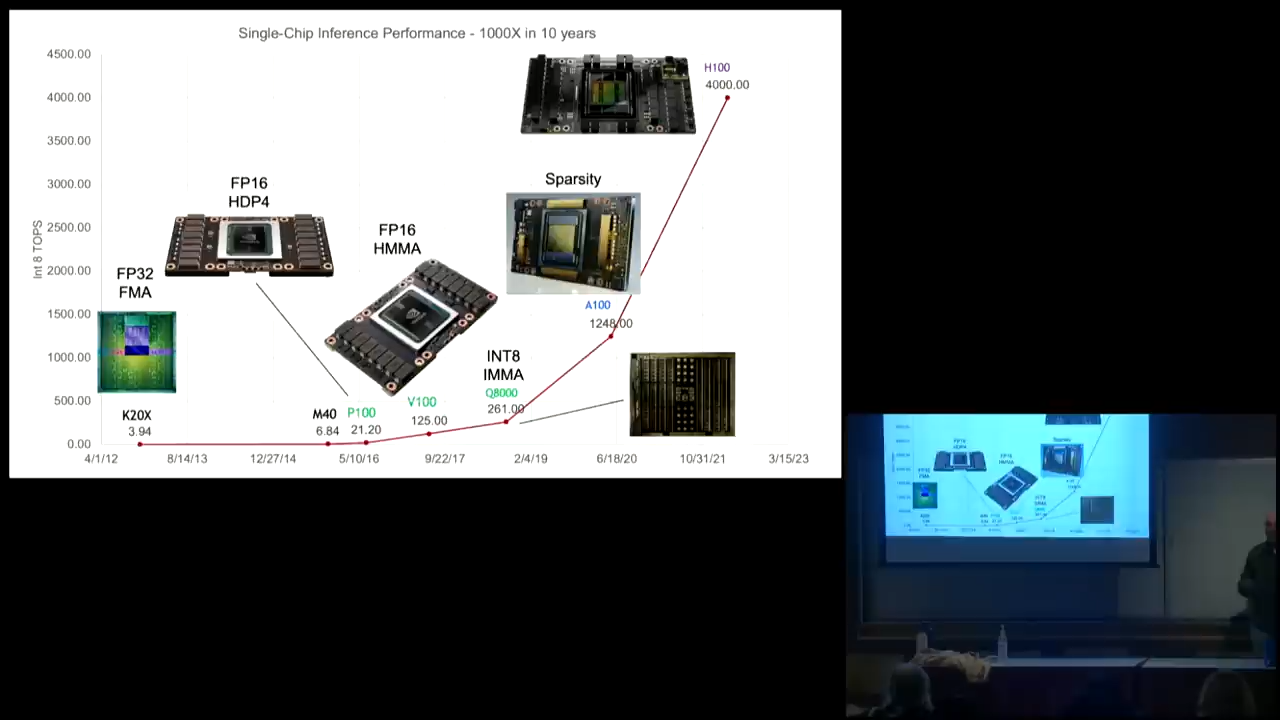 Single-Chip Inference Performance - 1000X in 10 years
4500.00
4000.00
3500.00
3000.00
2500.00
2000.00
1500.00
1000.00
500.00
0.00
Int 8 TOPS
4/1/12
8/14/13
12/27/14
5/10/16
9/22/17
2/4/19
6/18/20
10/31/21
3/15/23
FP32
FMA
K20X
3.94
FP16
HDP4
M40
6.84
P100
21.20
FP16
HMMA
V100
125.00
INT8
IMMA
Q8000
261.00
Sparsity
A100
1248.00
H100
4000.00